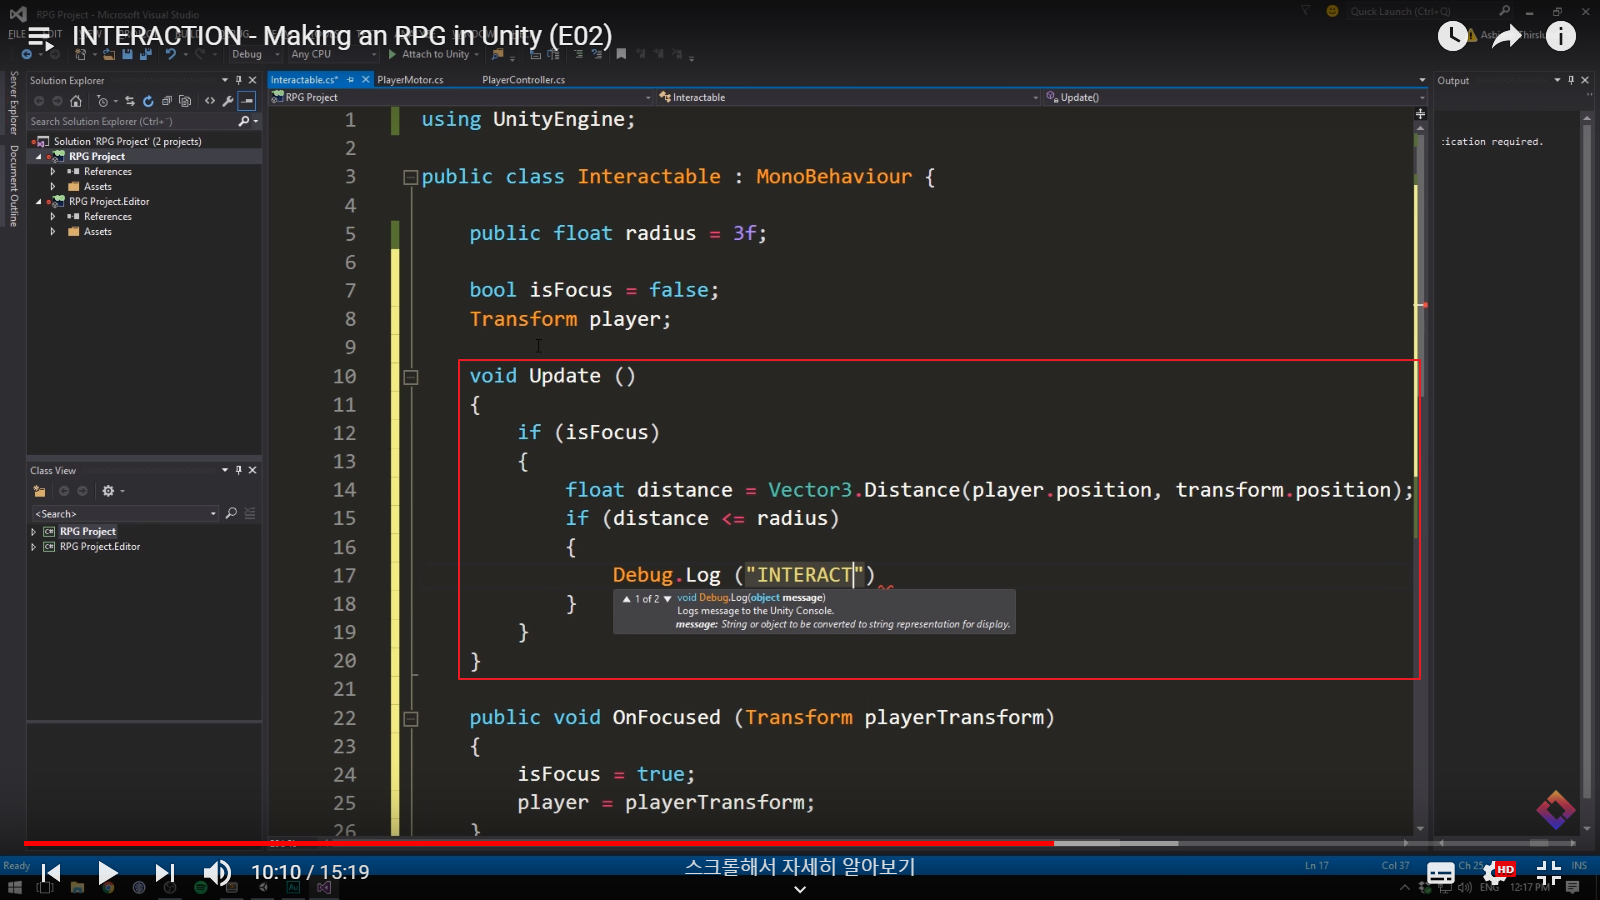 RPG Project - Microsoft Visual Studio
Quick Launch (Ctrl+Q)
INTERACTION - Making an RPG in Unity (E02)
Debug
Any CPU
Attach to Unity
Server Explorer
Document Outline
Solution Explorer
Search Solution Explorer (Ctrl+¨)
Solution 'RPG Project' (2 projects)
RPG Project
References
Assets
RPG Project.Editor
References
Assets
Class View
<Search>
RPG Project
RPG Project.Editor
Interactable.cs*
PlayerMotor.cs
PlayerController.cs
RPG Project
Interactable
Update()
1 using UnityEngine;
2
3 public class Interactable : MonoBehaviour {
4
5 public float radius = 3f;
6
7 bool isFocus = false;
8 Transform player;
9
10 void Update ()
11 {
12 if (isFocus)
13 {
14 float distance = Vector3.Distance(player.position, transform.position);
15 if (distance <= radius)
16 {
17 Debug.Log ("INTERACT")
18 }
19 }
20 }
21
22 public void OnFocused (Transform playerTransform)
23 {
24 isFocus = true;
25 player = playerTransform;
26 }
▲ 1 of 2 ▼ void Debug.Log(object message)
Logs message to the Unity Console.
message: String or object to be converted to string representation for display.
Output
ication required.
Ready
Ln 17
Col 37
Ch 25
INS
10:10 / 15:19
스크롤해서 자세히 알아보기
HD
ENG
12:17 PM